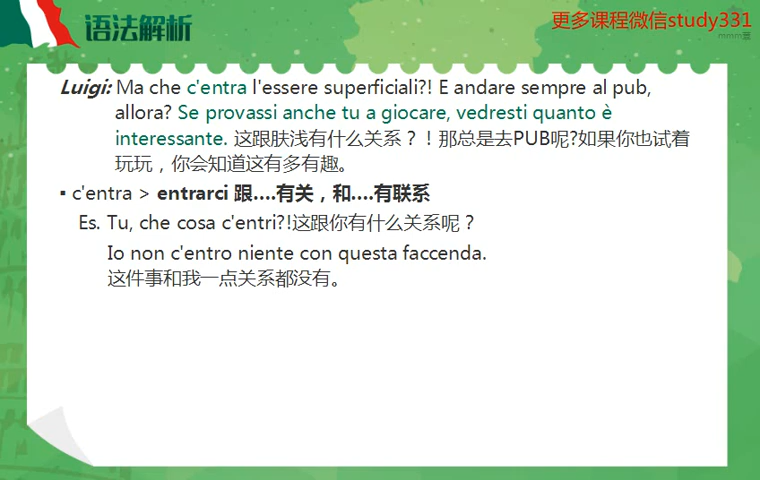 语法解析
更多课程微信study331
Luigi: Ma che c'entra l'essere superficiali?! E andare sempre al pub,
allora? Se provassi anche tu a giocare, vedresti quanto è
interessante. 这跟肤浅有什么关系？！那总是去PUB呢?如果你也试着
玩玩，你会知道这有多有趣。
▪ c'entra > entrarci 跟....有关，和....有联系
Es. Tu, che cosa c'entri?!这跟你有什么关系呢？
Io non c'entro niente con questa faccenda.
这件事和我一点关系都没有。